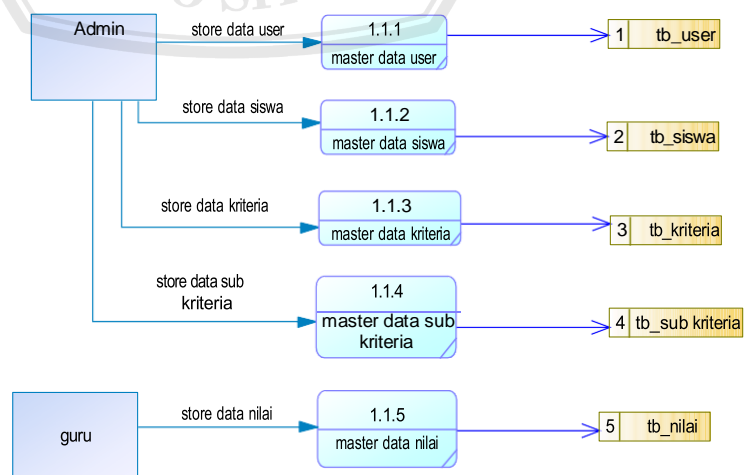 Admin
store data user
1.1.1
master data user
1 tb_user
store data siswa
1.1.2
master data siswa
2 tb_siswa
store data kriteria
1.1.3
master data kriteria
3 tb_kriteria
store data sub
kriteria
1.1.4
master data sub
kriteria
4 tb_sub kriteria
guru
store data nilai
1.1.5
master data nilai
5 tb_nilai